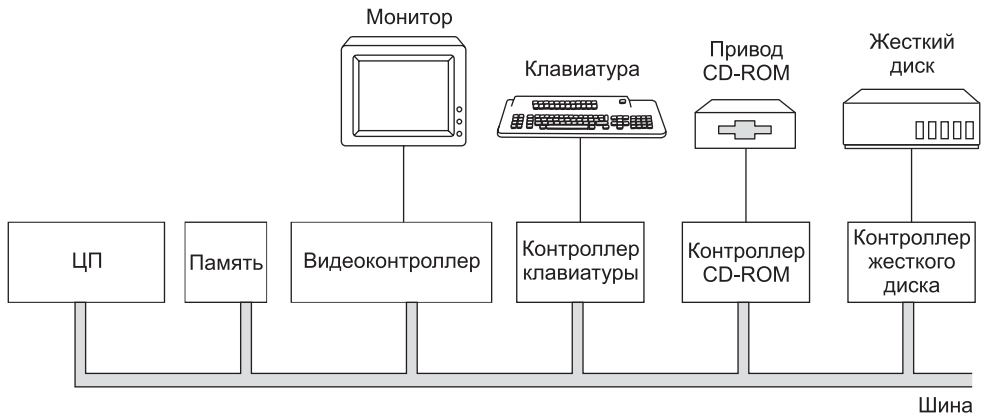 Монитор
Клавиатура
Привод
CD-ROM
Жесткий
диск
ЦП
Память
Видеоконтроллер
Контроллер
клавиатуры
Контроллер
CD-ROM
Контроллер
жесткого
диска
Шина